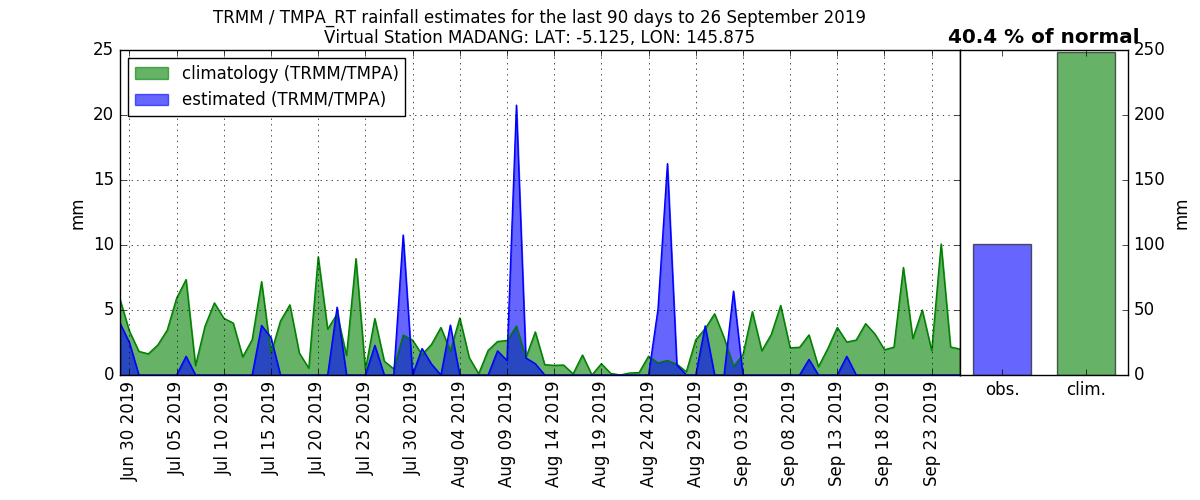 TRMM / TMPA_RT rainfall estimates for the last 90 days to 26 September 2019
Virtual Station MADANG: LAT: -5.125, LON: 145.875
40.4 % of normal
climatology (TRMM/TMPA)
estimated (TRMM/TMPA)
25
20
15
10
5
0
mm
250
200
150
100
50
0
mm
obs.
clim.
Jun 30 2019
Jul 05 2019
Jul 10 2019
Jul 15 2019
Jul 20 2019
Jul 25 2019
Jul 30 2019
Aug 04 2019
Aug 09 2019
Aug 14 2019
Aug 19 2019
Aug 24 2019
Aug 29 2019
Sep 03 2019
Sep 08 2019
Sep 13 2019
Sep 18 2019
Sep 23 2019